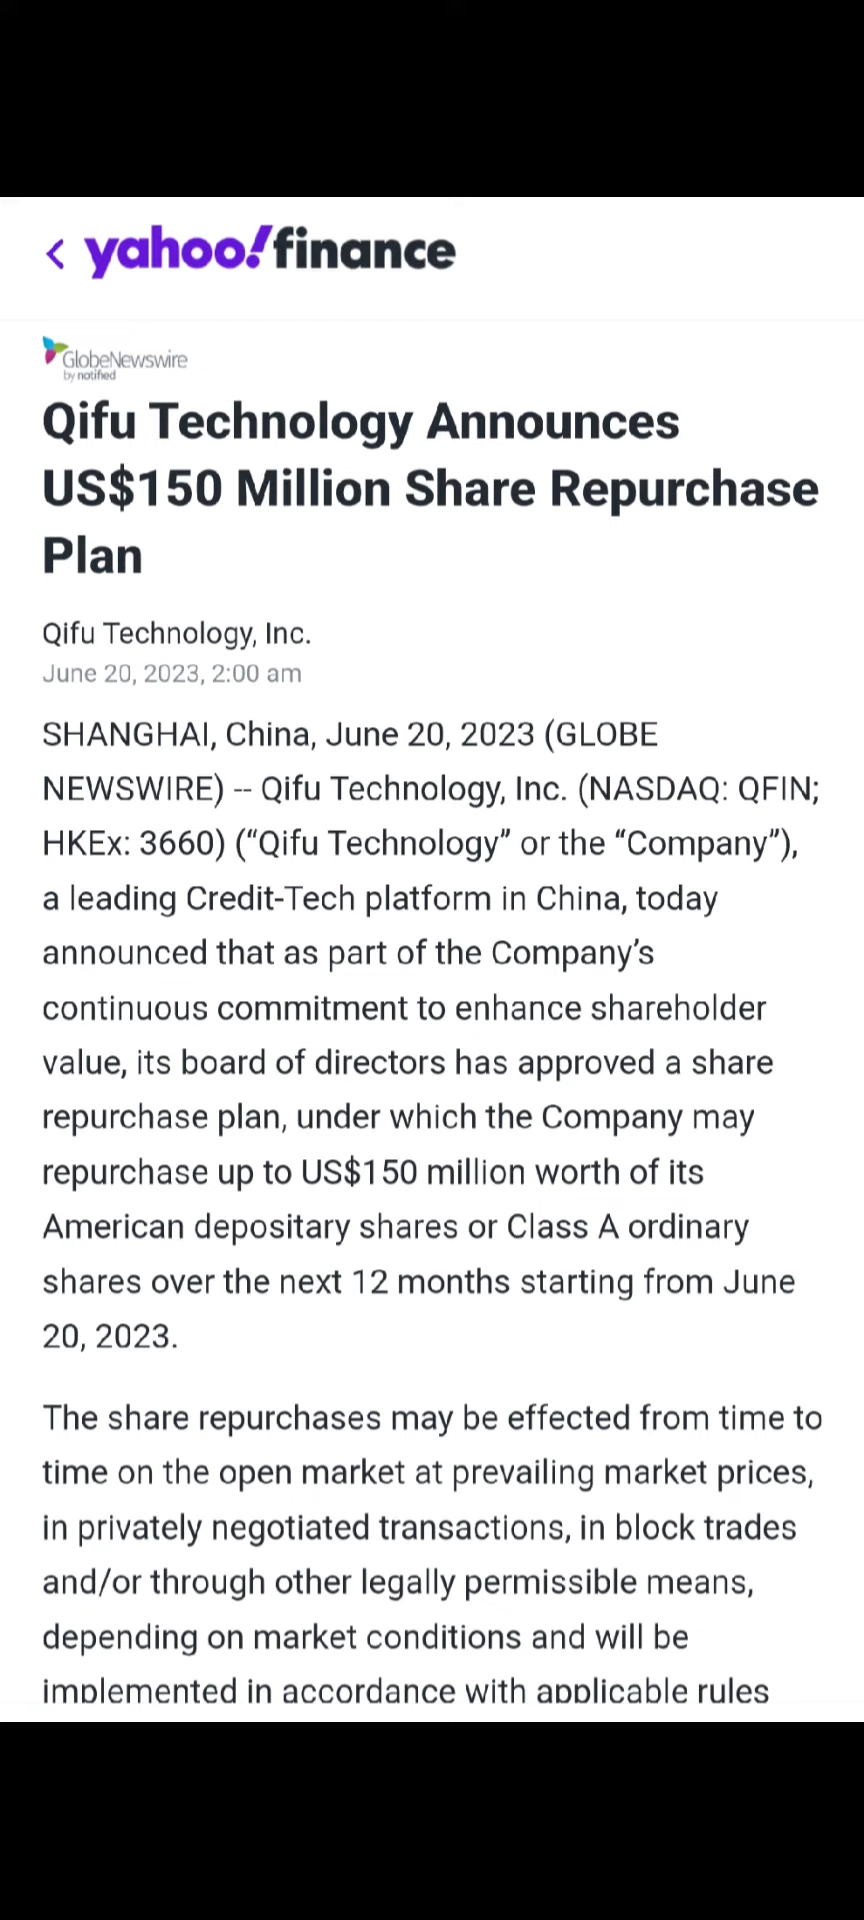 < yahoo!finance
GlobeNewswire
by notified
Qifu Technology Announces
US$150 Million Share Repurchase
Plan
Qifu Technology, Inc.
June 20, 2023, 2:00 am
SHANGHAI, China, June 20, 2023 (GLOBE
NEWSWIRE) -- Qifu Technology, Inc. (NASDAQ: QFIN;
HKEx: 3660) (“Qifu Technology” or the “Company”),
a leading Credit-Tech platform in China, today
announced that as part of the Company’s
continuous commitment to enhance shareholder
value, its board of directors has approved a share
repurchase plan, under which the Company may
repurchase up to US$150 million worth of its
American depositary shares or Class A ordinary
shares over the next 12 months starting from June
20, 2023.
The share repurchases may be effected from time to
time on the open market at prevailing market prices,
in privately negotiated transactions, in block trades
and/or through other legally permissible means,
depending on market conditions and will be
implemented in accordance with applicable rules